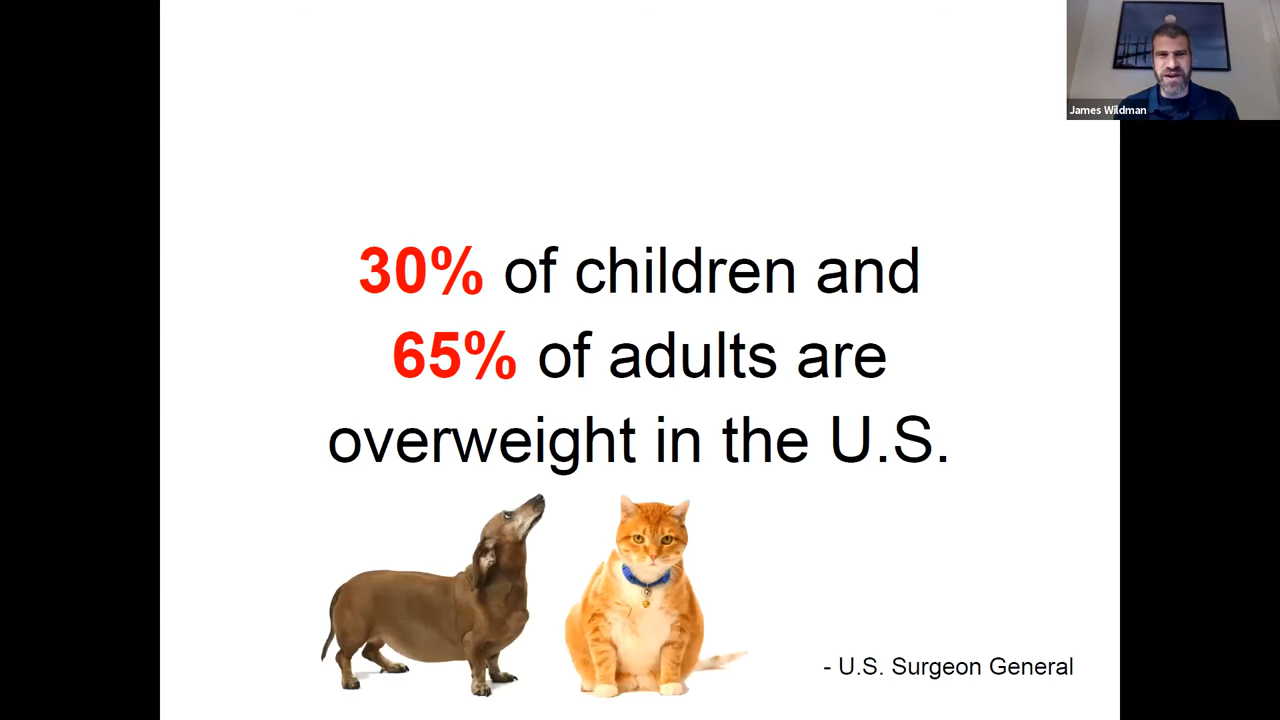 James Wildman
30% of children and
65% of adults are
overweight in the U.S.
- U.S. Surgeon General